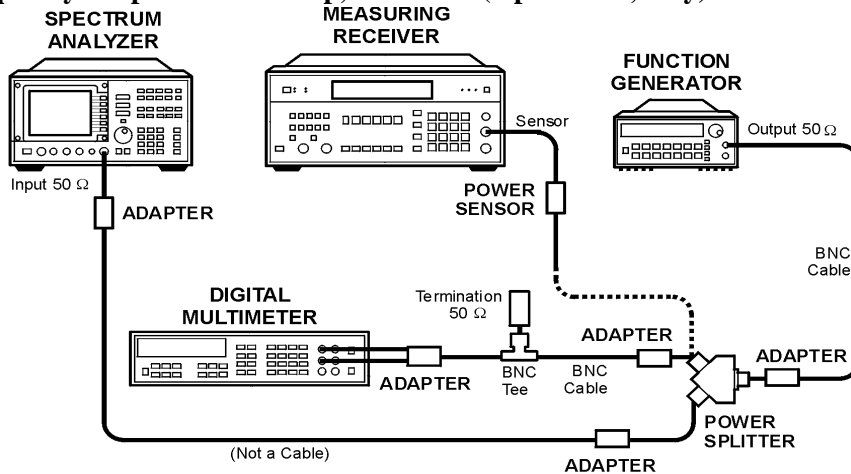 SPECTRUM
ANALYZER
MEASURING
RECEIVER
FUNCTION
GENERATOR
Sensor
Output 50 Ω
Input 50 Ω
ADAPTER
POWER
SENSOR
BNC
Cable
DIGITAL
MULTIMETER
Termination
50 Ω
ADAPTER
ADAPTER
ADAPTER
BNC
Tee
BNC
Cable
POWER
SPLITTER
(Not a Cable)
ADAPTER